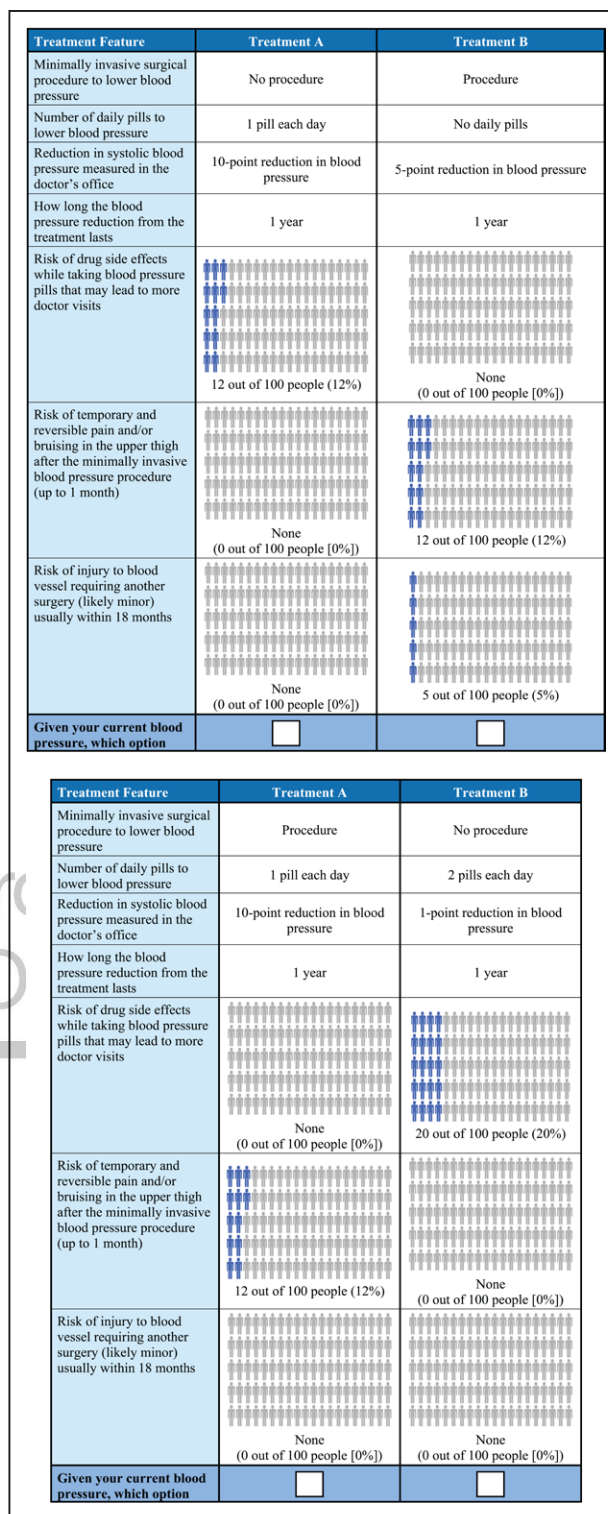 Treatment Feature Treatment A Treatment B
Minimally invasive surgical
procedure to lower blood
pressure
No procedure
Procedure
Number of daily pills to
lower blood pressure
1 pill each day
No daily pills
Reduction in systolic blood
pressure measured in the
doctor’s office
10-point reduction in blood
pressure
5-point reduction in blood pressure
How long the blood
pressure reduction from the
treatment lasts
1 year
1 year
Risk of drug side effects
while taking blood pressure
pills that may lead to more
doctor visits
12 out of 100 people (12%)
None
(0 out of 100 people [0%])
Risk of temporary and
reversible pain and/or
bruising in the upper thigh
after the minimally invasive
blood pressure procedure
(up to 1 month)
None
(0 out of 100 people [0%])
12 out of 100 people (12%)
Risk of injury to blood
vessel requiring another
surgery (likely minor)
usually within 18 months
None
(0 out of 100 people [0%])
5 out of 100 people (5%)
Given your current blood
pressure, which option
Treatment Feature Treatment A Treatment B
Minimally invasive surgical
procedure to lower blood
pressure
Procedure
No procedure
Number of daily pills to
lower blood pressure
1 pill each day
2 pills each day
Reduction in systolic blood
pressure measured in the
doctor’s office
10-point reduction in blood
pressure
1-point reduction in blood
pressure
How long the blood
pressure reduction from the
treatment lasts
1 year
1 year
Risk of drug side effects
while taking blood pressure
pills that may lead to more
doctor visits
None
(0 out of 100 people [0%])
20 out of 100 people (20%)
Risk of temporary and
reversible pain and/or
bruising in the upper thigh
after the minimally invasive
blood pressure procedure
(up to 1 month)
12 out of 100 people (12%)
None
(0 out of 100 people [0%])
Risk of injury to blood
vessel requiring another
surgery (likely minor)
usually within 18 months
None
(0 out of 100 people [0%])
None
(0 out of 100 people [0%])
Given your current blood
pressure, which option